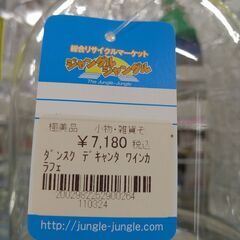 総合リサイクルマーケット
ジャングルジャングル
The Jungle-Jungle
極美品 小物・雑貨そ
¥7,180 税込
ﾀﾞﾝｽｸ ﾃﾞｷｬﾝﾀ ﾜｲﾝｶ
ﾗﾌｪ
2002982252900264
110324
http://jungle-jungle.com/